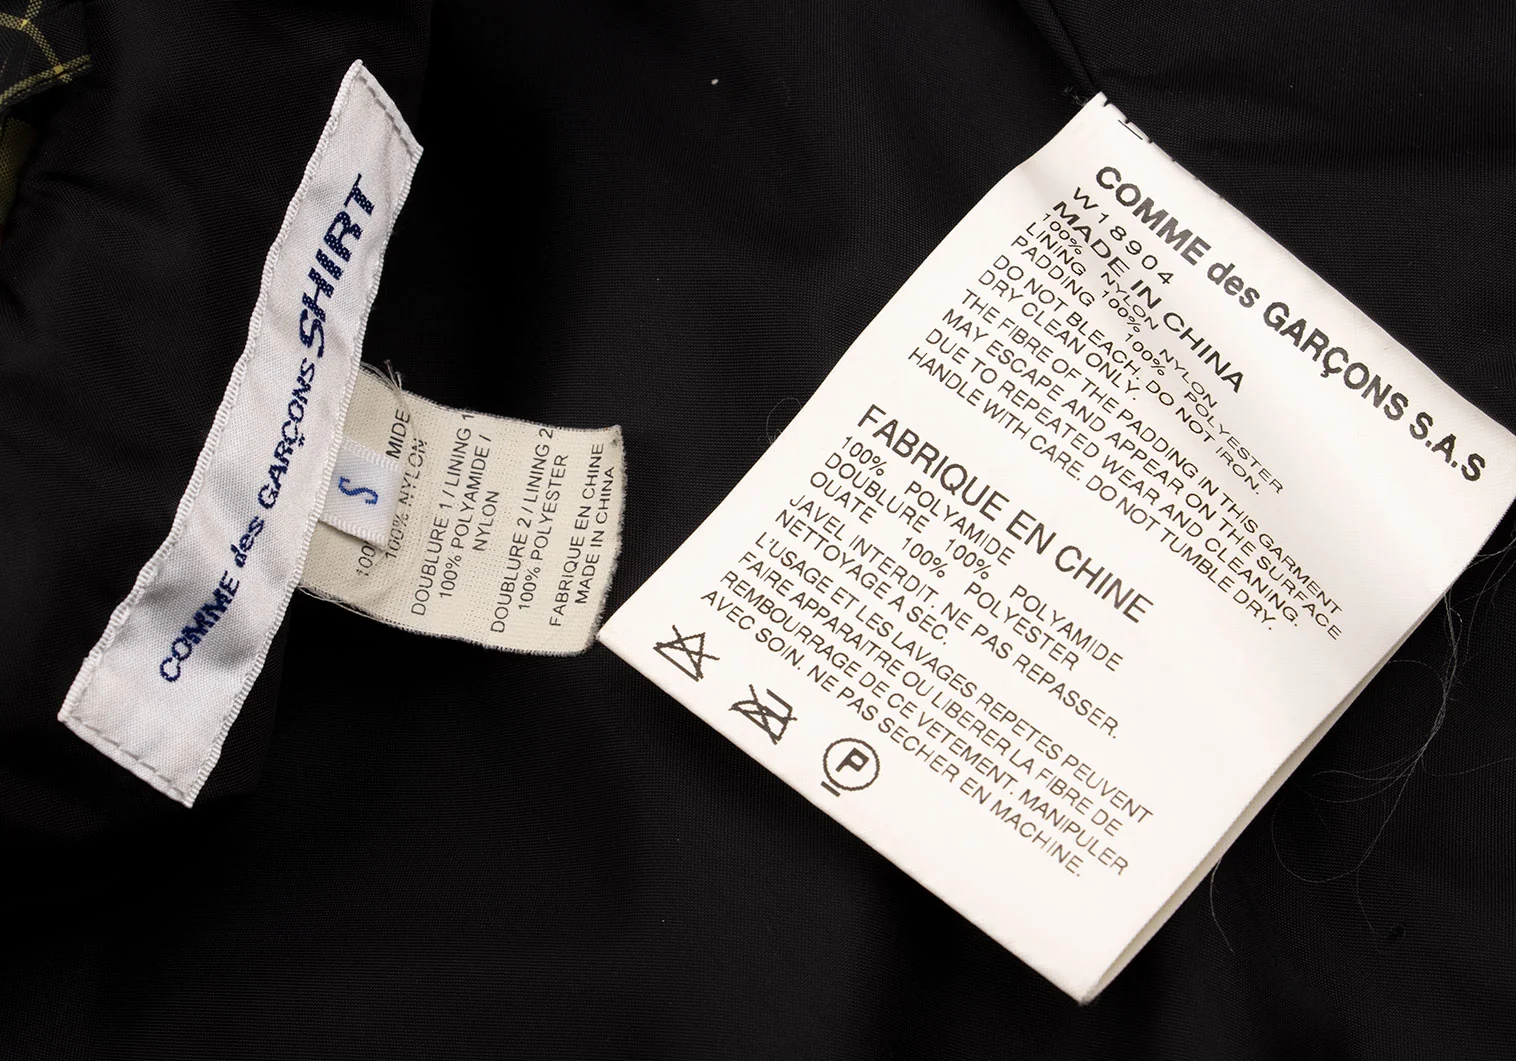 COMME des GARÇONS SHIRT
S
100
MIDE
100% NYLON
DOUBLURE 1 / LINING 1
100% POLYAMIDE /
NYLON
DOUBLURE 2 / LINING 2
100% POLYESTER
FABRIQUE EN CHINE
MADE IN CHINA
COMME des GARÇONS S.A.S
W18904
MADE IN CHINA
100% NYLON
LINING 100% NYLON
PADDING 100% POLYESTER
DO NOT BLEACH, DO NOT IRON.
DRY CLEAN ONLY.
THE FIBRE OF THE PADDING IN THIS GARMENT
MAY ESCAPE AND APPEAR ON THE SURFACE
DUE TO REPEATED WEAR AND CLEANING.
HANDLE WITH CARE. DO NOT TUMBLE DRY.
FABRIQUE EN CHINE
100% POLYAMIDE
DOUBLURE 100% POLYAMIDE
OUATE 100% POLYESTER
JAVEL INTERDIT. NE PAS REPASSER.
NETTOYAGE A SEC.
L'USAGE ET LES LAVAGES REPETES PEUVENT
FAIRE APPARAITRE OU LIBERER LA FIBRE DE
REMBOURRAGE DE CE VETEMENT. MANIPULER
AVEC SOIN. NE PAS SECHER EN MACHINE.
P